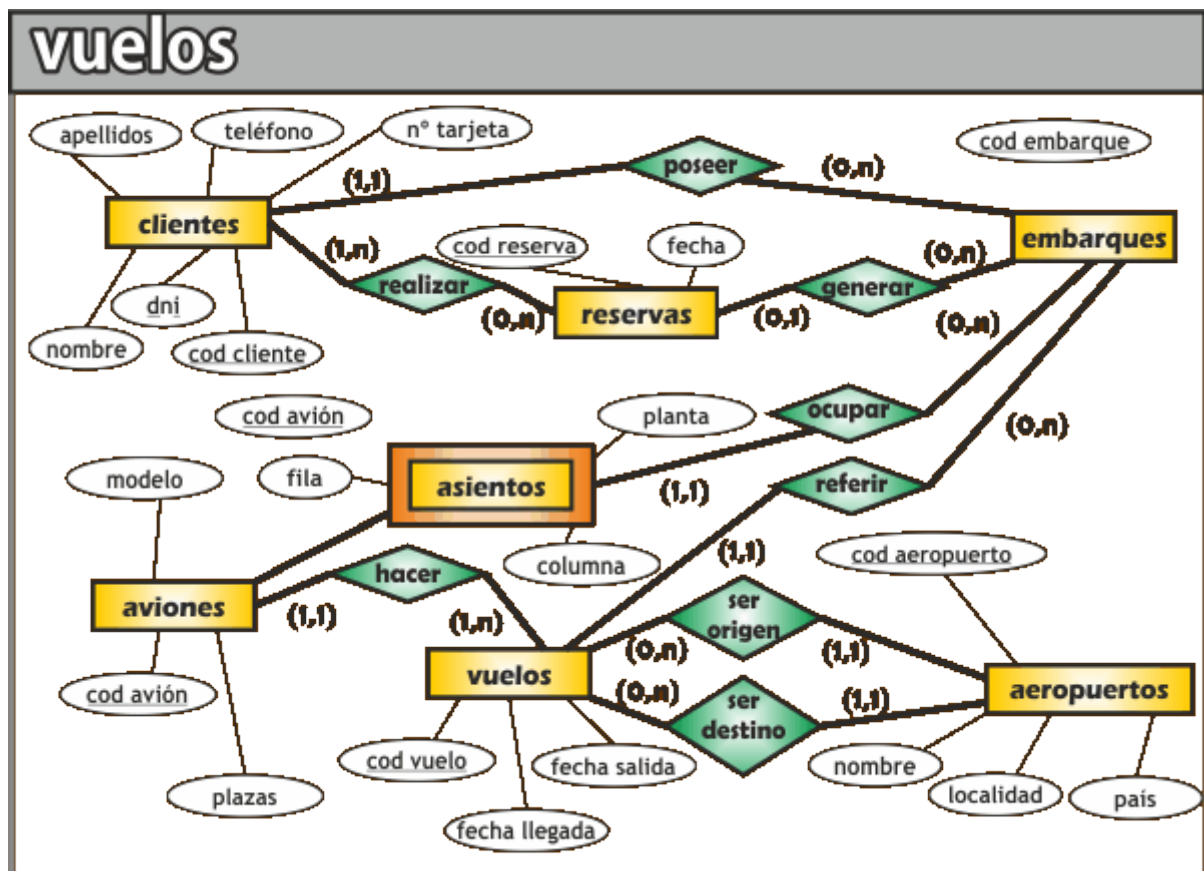 vuelos
apellidos
teléfono
n° tarjeta
cod embarque
poseer
(1,1)
(0,n)
clientes
embarques
(1,n)
cod reserva
fecha
(0,n)
realizar
generar
dni
reservas
(0,n)
(0,1)
(0,n)
nombre
cod cliente
cod avión
planta
ocupar
(0,n)
modelo
fila
asientos
(1,1)
referir
columna
(1,1)
cod aeropuerto
hacer
aviones
(1,1)
(1,n)
ser
origen
(0,n)
(1,1)
vuelos
(0,n)
ser
destino
(1,1)
aeropuertos
cod avión
cod vuelo
fecha salida
nombre
plazas
localidad
país
fecha llegada